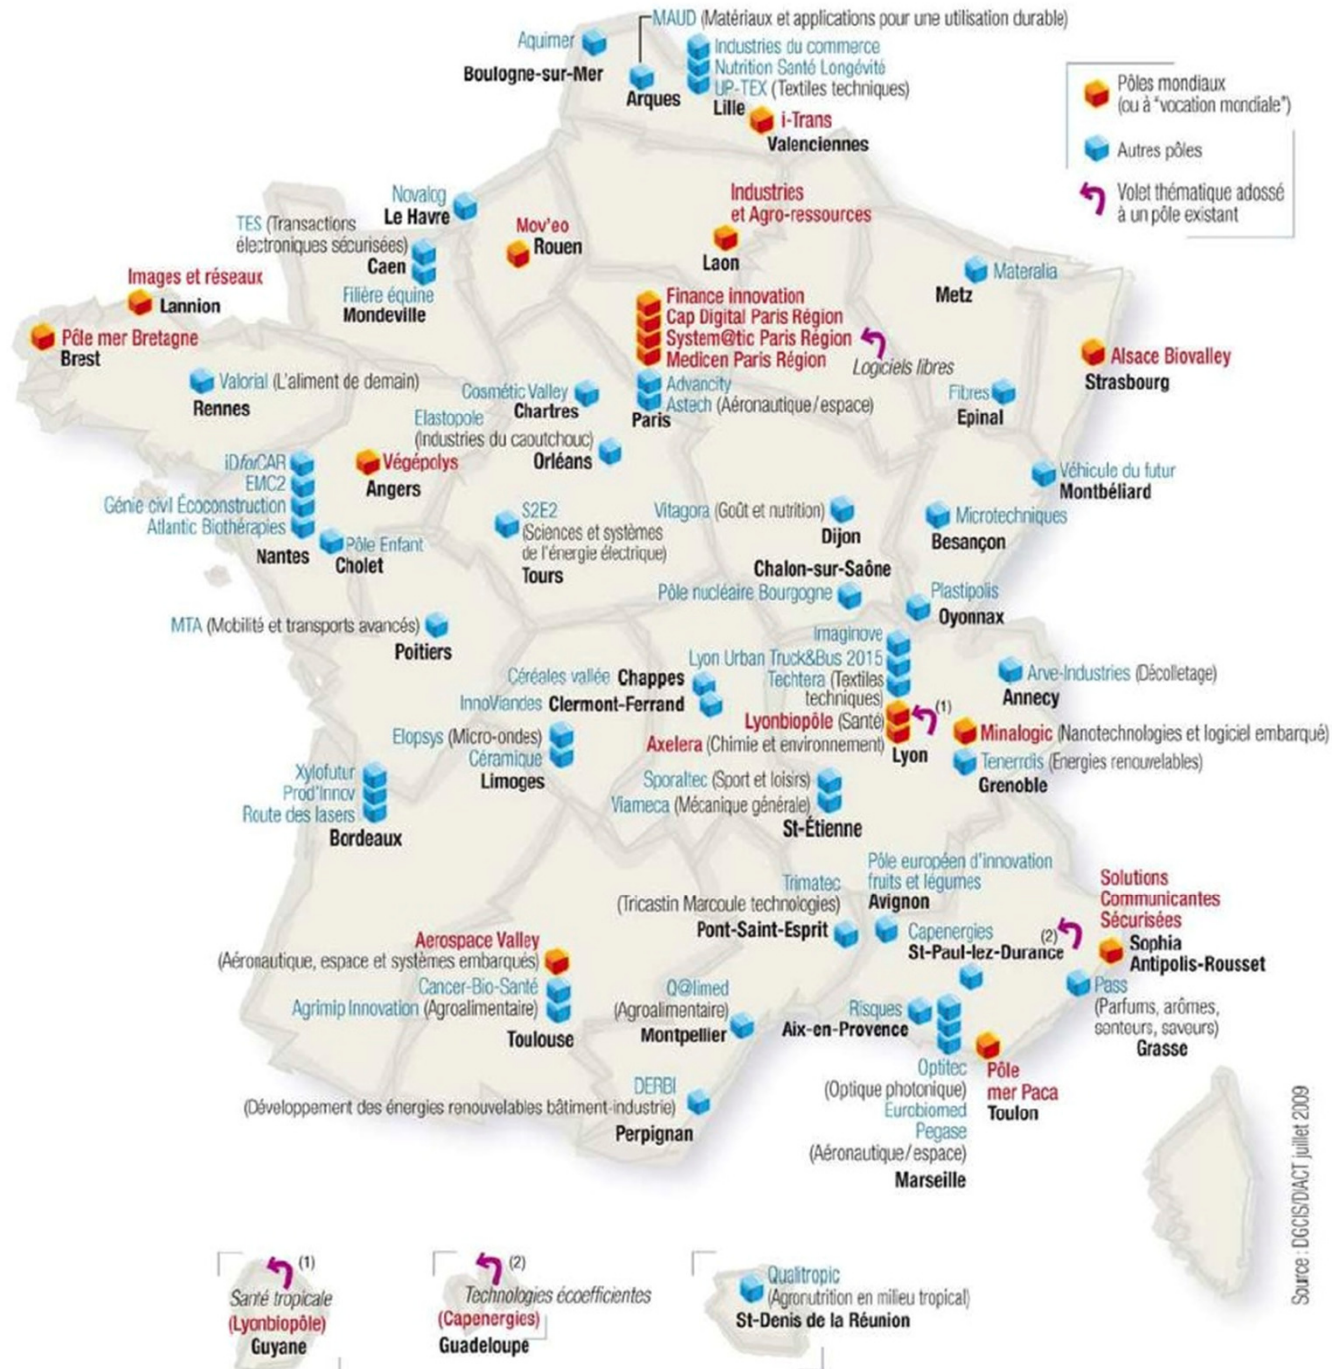 MAUD (Matériaux et applications pour une utilisation durable)
Aquimer
Boulogne-sur-Mer
Arques
Industries du commerce
Nutrition Santé Longévité
UP-TEX (Textiles techniques)
Lille
i-Trans
Valenciennes
Pôles mondiaux
(ou à "vocation mondiale")
Autres pôles
Volet thématique adossé
à un pôle existant
Novalog
Le Havre
TES (Transactions
électroniques sécurisées)
Caen
Filière équine
Mondeville
Mov'eo
Rouen
Industries
et Agro-ressources
Laon
Materalia
Metz
Images et réseaux
Lannion
Pôle mer Bretagne
Brest
Finance innovation
Cap Digital Paris Région
System@tic Paris Région
Medicen Paris Région
Logiciels libres
Advancity
Astech (Aéronautique/espace)
Paris
Alsace Biovalley
Strasbourg
Valorial (L'aliment de demain)
Rennes
Cosmétic Valley
Chartres
Elastopole
(Industries du caoutchouc)
Orléans
Fibres
Epinal
iDforCAR
EMC2
Génie civil Écoconstruction
Atlantic Biothérapies
Nantes
Végépolys
Angers
Pôle Enfant
Cholet
S2E2
(Sciences et systèmes
de l'énergie électrique)
Tours
Vitagora (Goût et nutrition)
Dijon
Microtechniques
Besançon
Véhicule du futur
Montbéliard
Chalon-sur-Saône
Pôle nucléaire Bourgogne
Plastipolis
Oyonnax
MTA (Mobilité et transports avancés)
Poitiers
Imaginove
Lyon Urban Truck&Bus 2015
Techtera (Textiles
techniques)
Lyonbiopôle (Santé)
(1)
Axelera (Chimie et environnement)
Lyon
Céréales vallée Chappes
InnoViandes Clermont-Ferrand
Arve-Industries (Décolletage)
Annecy
Minalogic (Nanotechnologies et logiciel embarqué)
Tenerrdis (Energies renouvelables)
Grenoble
Elopsys (Micro-ondes)
Céramique
Limoges
Xylofutur
Prod'Innov
Route des lasers
Bordeaux
Sporaltec (Sport et loisirs)
Viameca (Mécanique générale)
St-Étienne
Trimatec
(Tricastin Marcoule technologies)
Pont-Saint-Esprit
Pôle européen d'innovation
fruits et légumes
Avignon
Capenergies
(2)
St-Paul-lez-Durance
Solutions
Communicantes
Sécurisées
Sophia
Antipolis-Rousset
Aerospace Valley
(Aéronautique, espace et systèmes embarqués)
Cancer-Bio-Santé
Agrimip Innovation (Agroalimentaire)
Toulouse
Q@limed
(Agroalimentaire)
Montpellier
Risques
Aix-en-Provence
Pass
(Parfums, arômes,
senteurs, saveurs)
Grasse
Optitec
(Optique photonique)
Eurobiomed
Pegase
(Aéronautique/espace)
Marseille
Pôle
mer Paca
Toulon
DERBI
(Développement des énergies renouvelables bâtiment-industrie)
Perpignan
Source : DGCIS/DIACT juillet 2009
(1)
Santé tropicale
(Lyonbiopôle)
Guyane
(2)
Technologies écoefficientes
(Capenergies)
Guadeloupe
Qualitropic
(Agronutrition en milieu tropical)
St-Denis de la Réunion